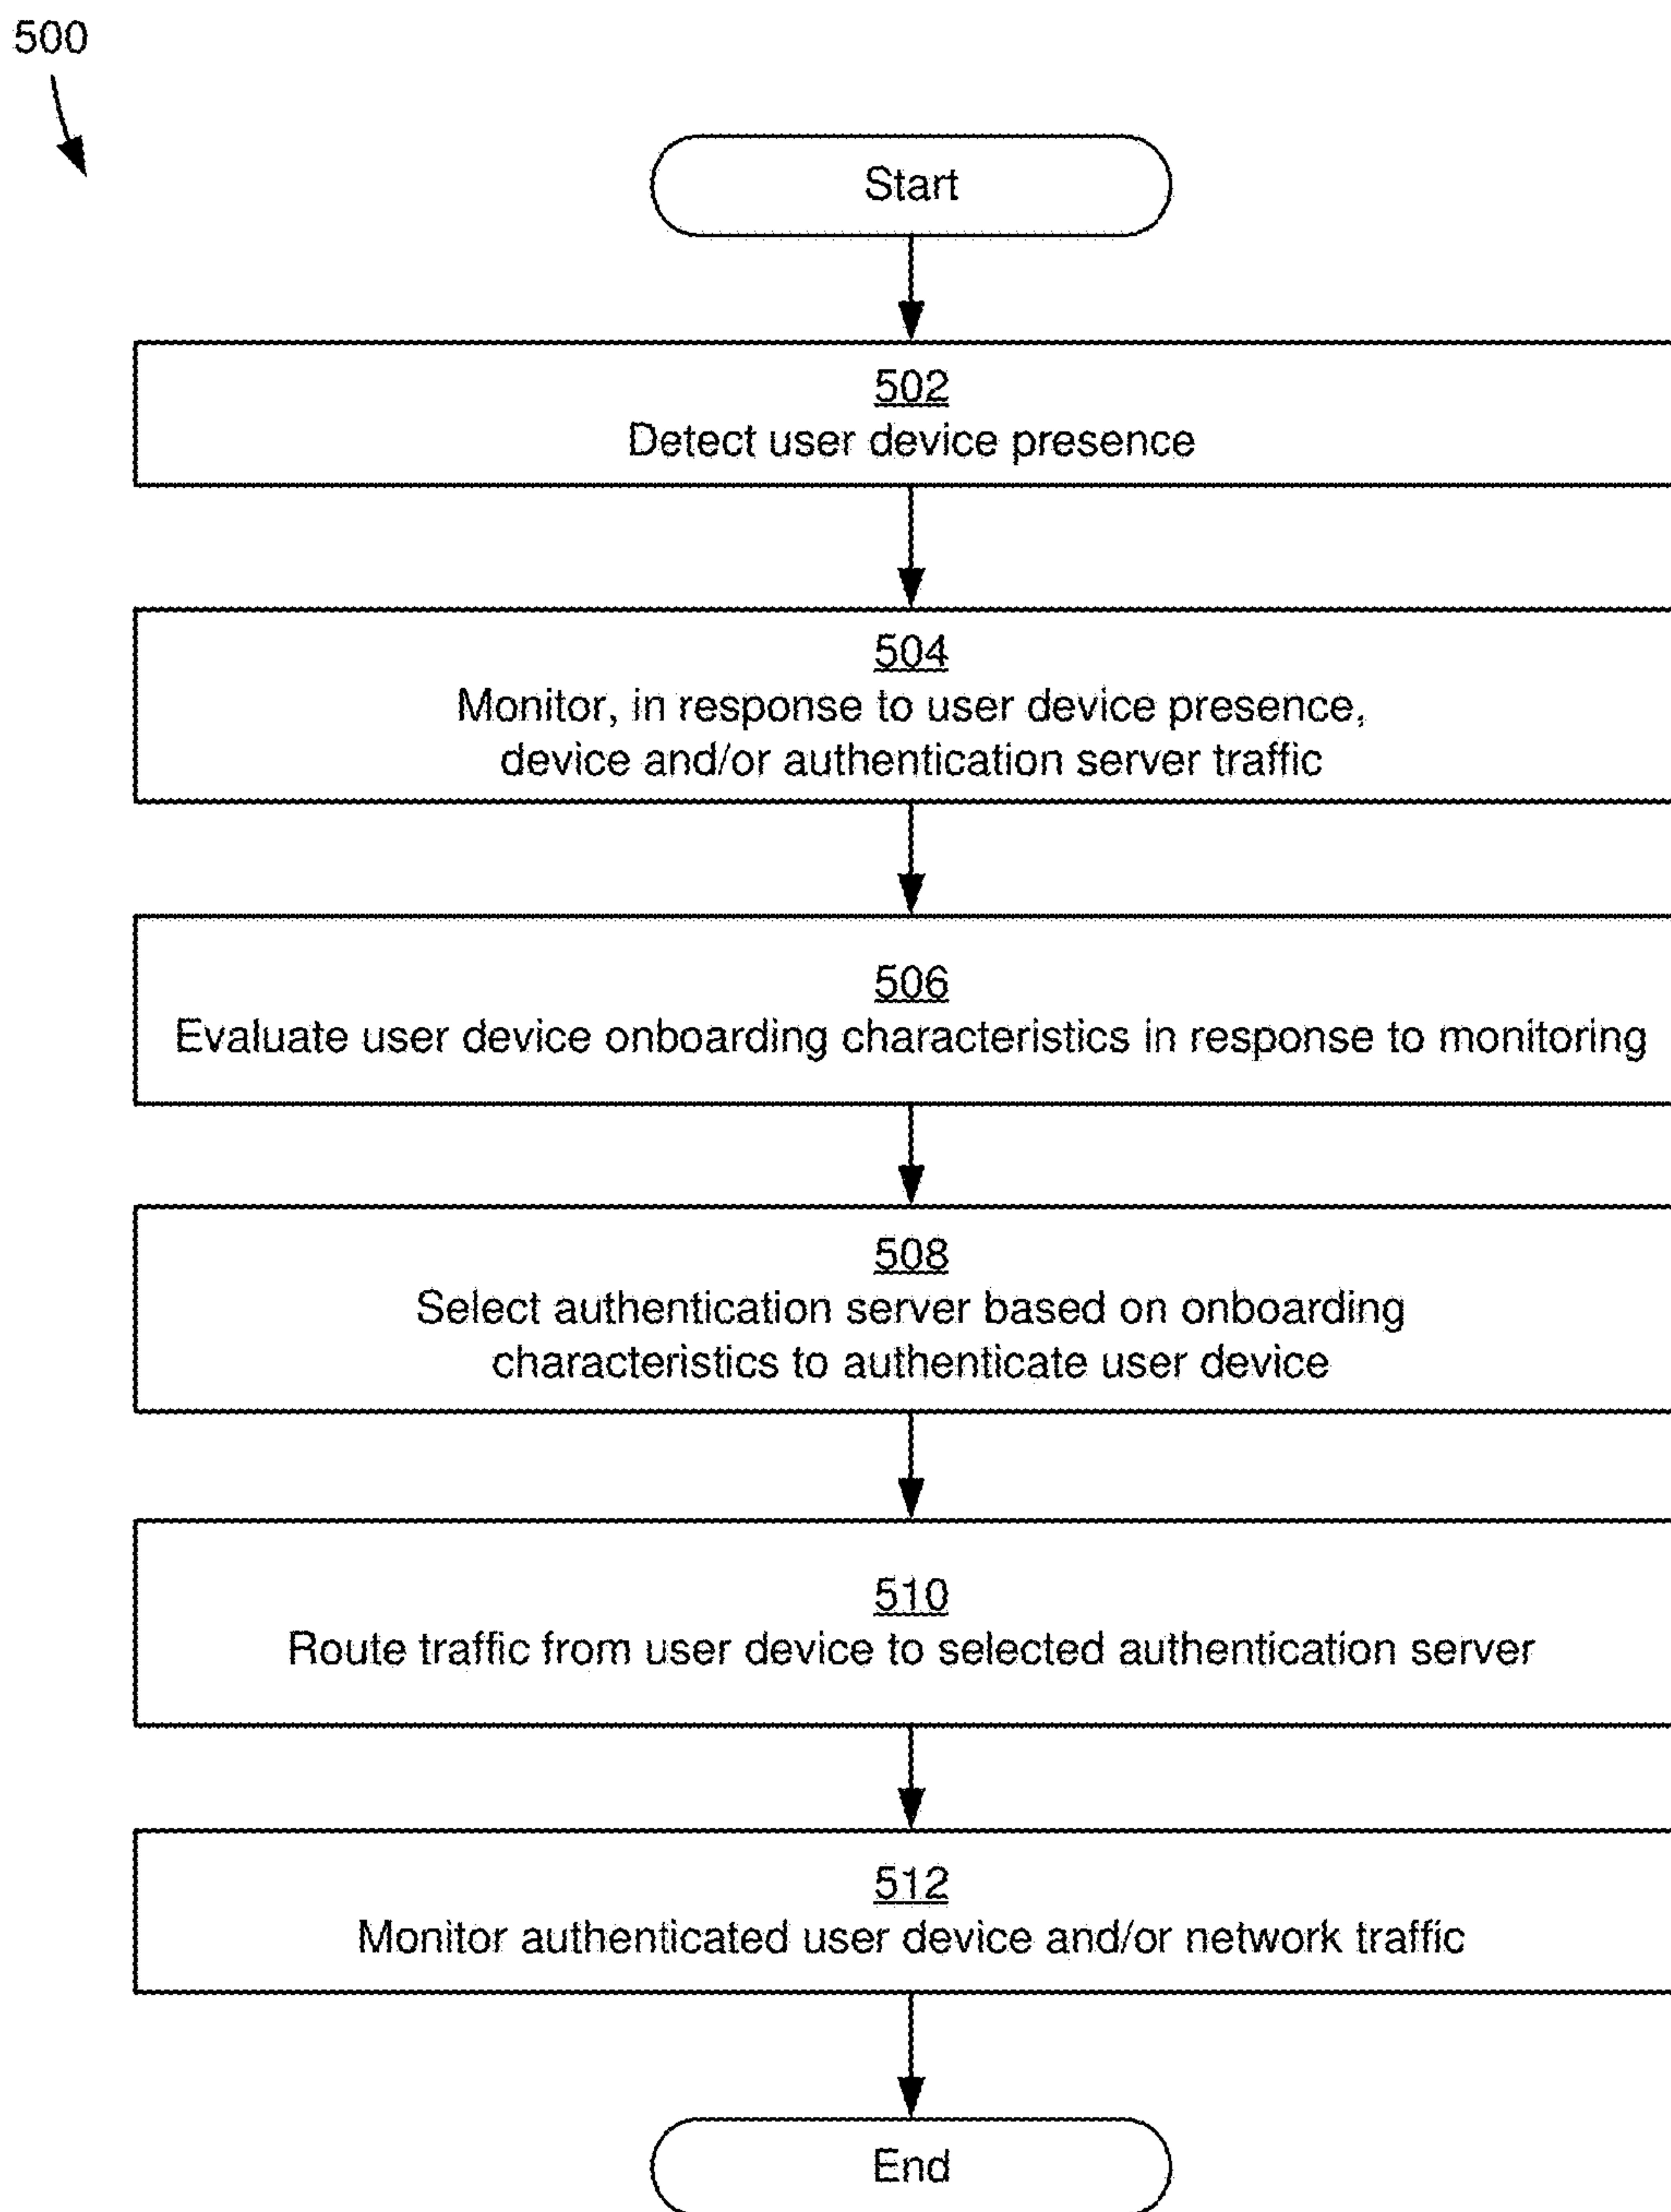 500
Start
502
Detect user device presence
504
Monitor, in response to user device presence,
device and/or authentication server traffic
506
Evaluate user device onboarding characteristics in response to monitoring
508
Select authentication server based on onboarding
characteristics to authenticate user device
510
Route traffic from user device to selected authentication server
512
Monitor authenticated user device and/or network traffic
End